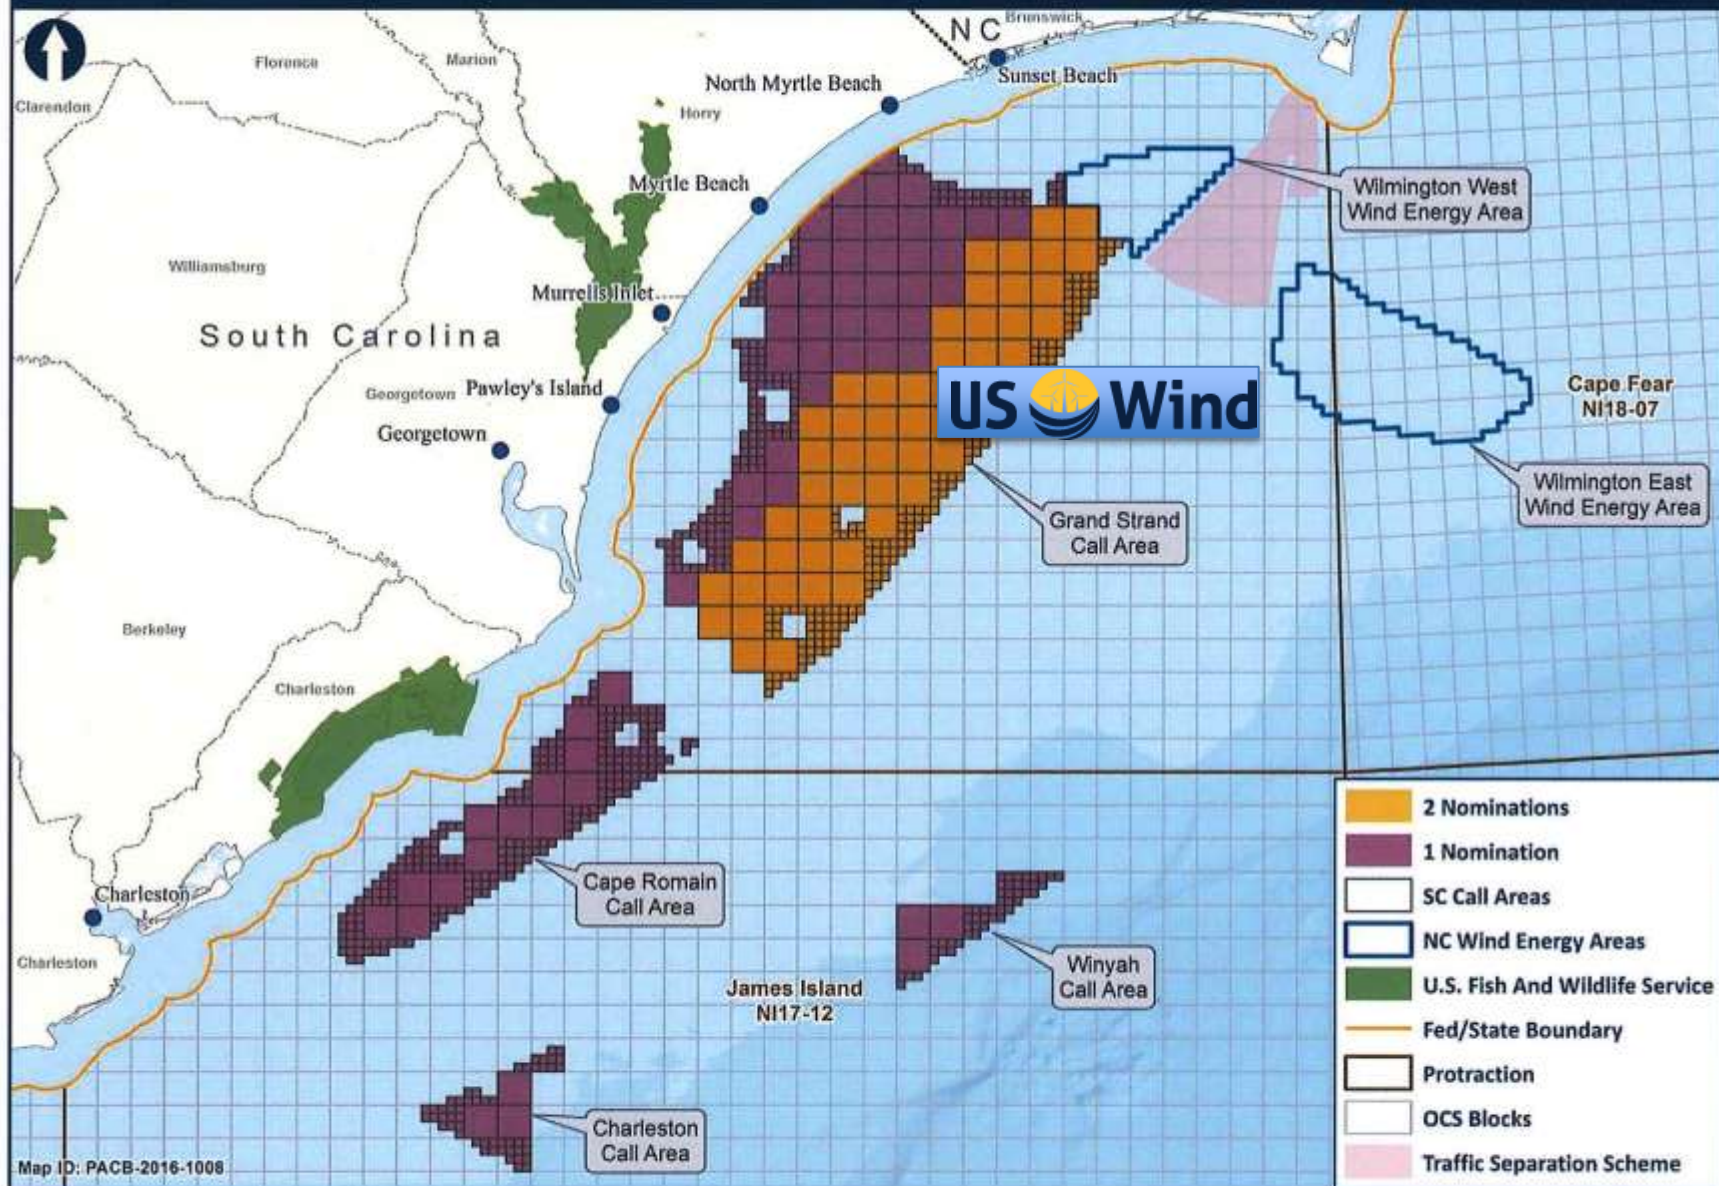 NC
Brunswick
Florence
Marion
Clarendon
North Myrtle Beach
Sunset Beach
Horry
Myrtle Beach
Wilmington West
Wind Energy Area
Williamsburg
Murrells Inlet
South Carolina
Georgetown
Pawley's Island
US Wind
Cape Fear
NI18-07
Georgetown
Wilmington East
Wind Energy Area
Grand Strand
Call Area
Berkeley
Charleston
Cape Romain
Call Area
Charleston
Charleston
Winyah
Call Area
James Island
NI17-12
Charleston
Call Area
Map ID: PACB-2016-1008
2 Nominations
1 Nomination
SC Call Areas
NC Wind Energy Areas
U.S. Fish And Wildlife Service
Fed/State Boundary
Protraction
OCS Blocks
Traffic Separation Scheme